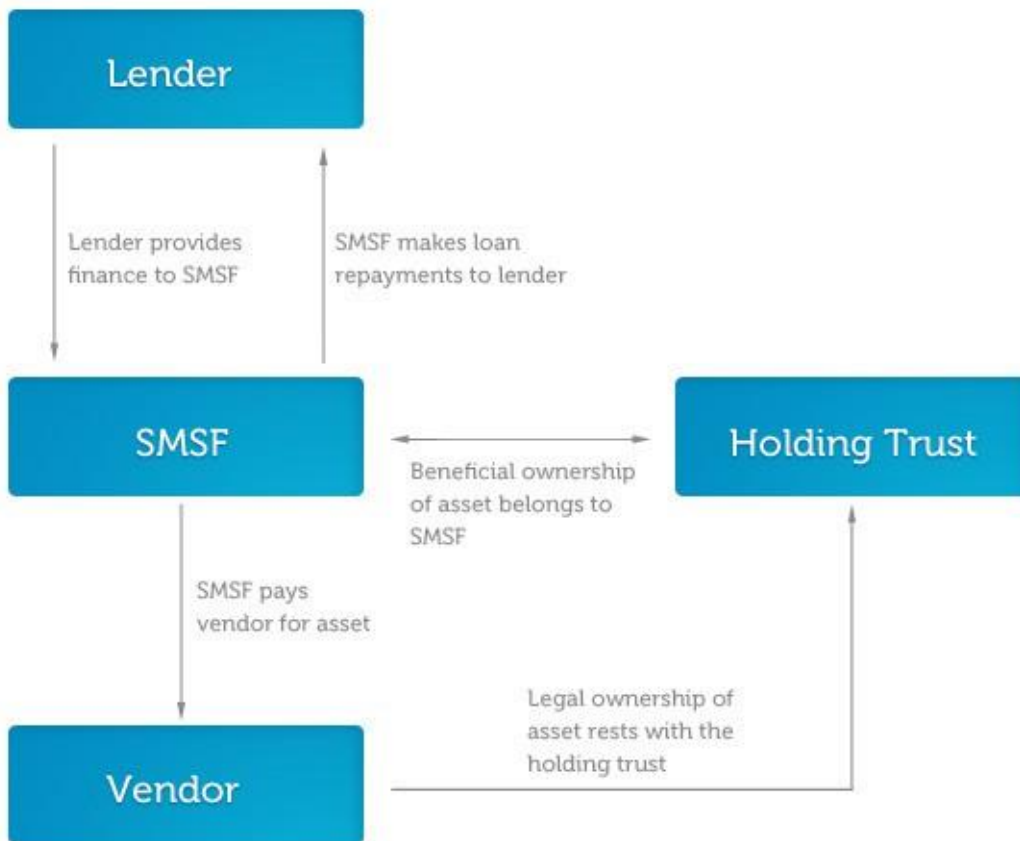 Lender
Lender provides
finance to SMSF
SMSF makes loan
repayments to lender
SMSF
Beneficial ownership
of asset belongs to
SMSF
Holding Trust
SMSF pays
vendor for asset
Legal ownership of
asset rests with the
holding trust
Vendor